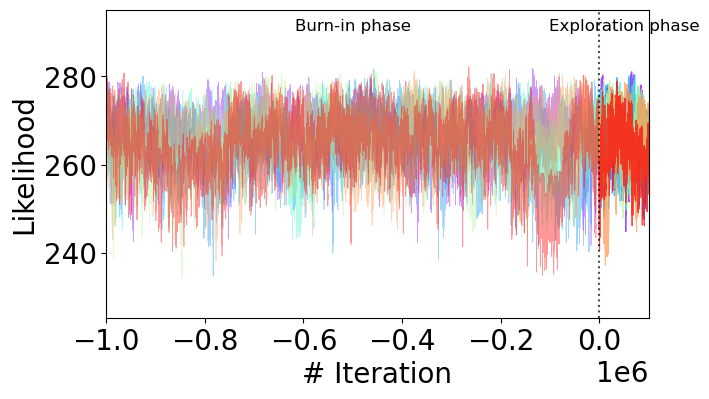 Burn-in phase
Exploration phase
Likelihood
280
260
240
−1.0
−0.8
−0.6
−0.4
−0.2
0.0
1e6
# Iteration